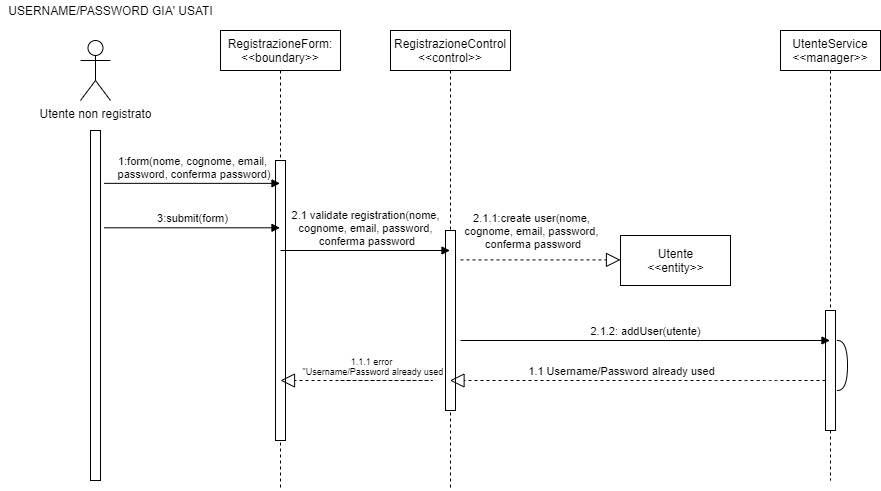 USERNAME/PASSWORD GIA' USATI
RegistrazioneForm:
<<boundary>>
RegistrazioneControl
<<control>>
UtenteService
<<manager>>
Utente non registrato
1:form(nome, cognome, email,
password, conferma password)
3:submit(form)
2.1 validate registration(nome,
cognome, email, password,
conferma password
2.1.1:create user(nome,
cognome, email, password,
conferma password
Utente
<<entity>>
2.1.2: addUser(utente)
1.1.1 error
"Username/Password already used
1.1 Username/Password already used